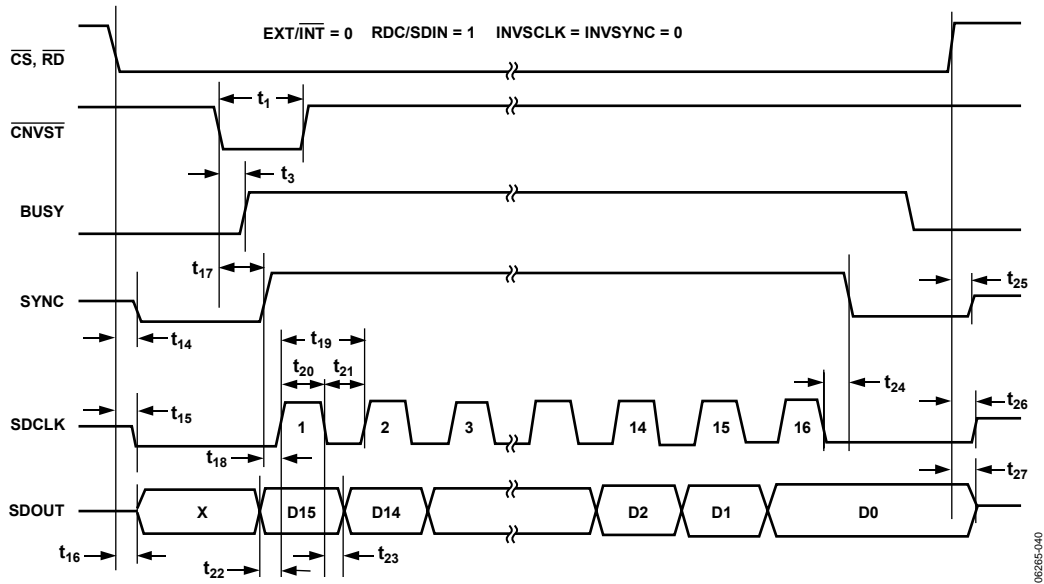 EXT/INT = 0 RDC/SDIN = 1 INVSCLK = INVSYNC = 0
CS, RD
t1
CNVST
t3
BUSY
t17
SYNC
t25
t14
t19
t20 t21
t24
t15
t26
SDCLK
1 2 3 14 15 16
t18
t27
SDOUT
X D15 D14 D2 D1 D0
t16
t22
t23
06265-040